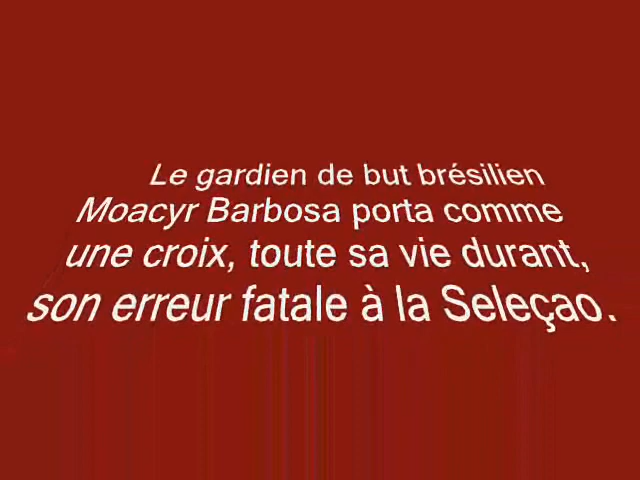 Le gardien de but brésilien
Moacyr Barbosa porta comme
une croix, toute sa vie durant,
son erreur fatale à la Seleçao.